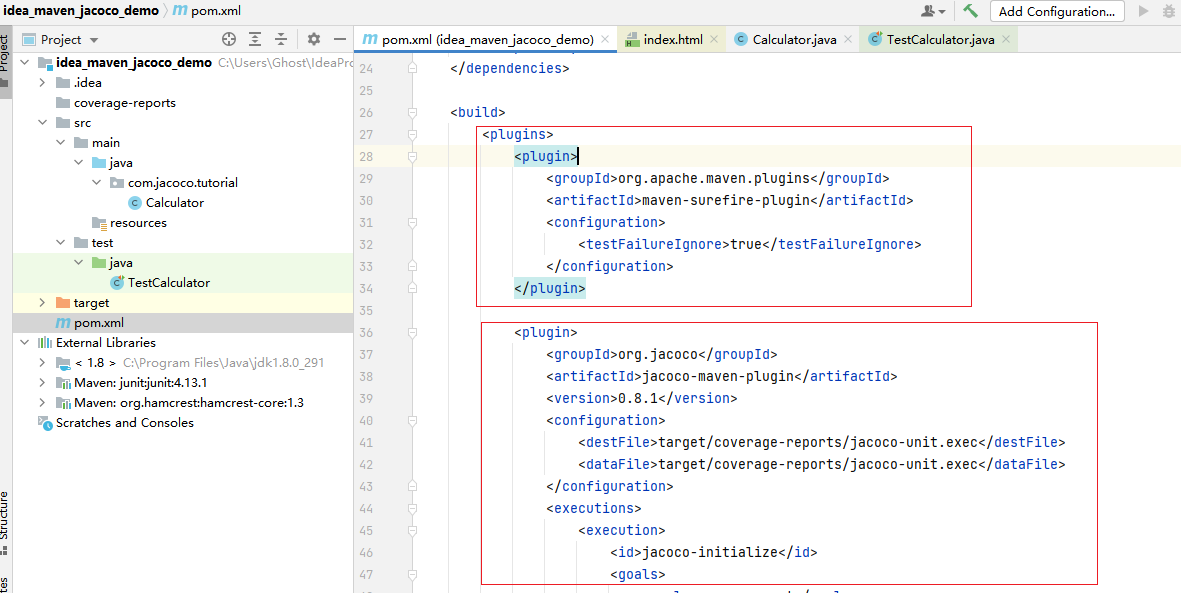 idea_maven_jacoco_demo
pom.xml
Add Configuration...
Project
Project
pom.xml (idea_maven_jacoco_demo)
index.html
Calculator.java
TestCalculator.java
idea_maven_jacoco_demo C:\Users\Ghost\IdeaPro
.idea
coverage-reports
src
main
java
com.jacoco.tutorial
Calculator
resources
test
java
TestCalculator
target
pom.xml
External Libraries
< 1.8 > C:\Program Files\Java\jdk1.8.0_291
Maven: junit:junit:4.13.1
Maven: org.hamcrest:hamcrest-core:1.3
Scratches and Consoles
Structure
24 </dependencies>
25
26 <build>
27 <plugins>
28 <plugin>
29 <groupId>org.apache.maven.plugins</groupId>
30 <artifactId>maven-surefire-plugin</artifactId>
31 <configuration>
32 <testFailureIgnore>true</testFailureIgnore>
33 </configuration>
34 </plugin>
35
36 <plugin>
37 <groupId>org.jacoco</groupId>
38 <artifactId>jacoco-maven-plugin</artifactId>
39 <version>0.8.1</version>
40 <configuration>
41 <destFile>target/coverage-reports/jacoco-unit.exec</destFile>
42 <dataFile>target/coverage-reports/jacoco-unit.exec</dataFile>
43 </configuration>
44 <executions>
45 <execution>
46 <id>jacoco-initialize</id>
47 <goals>